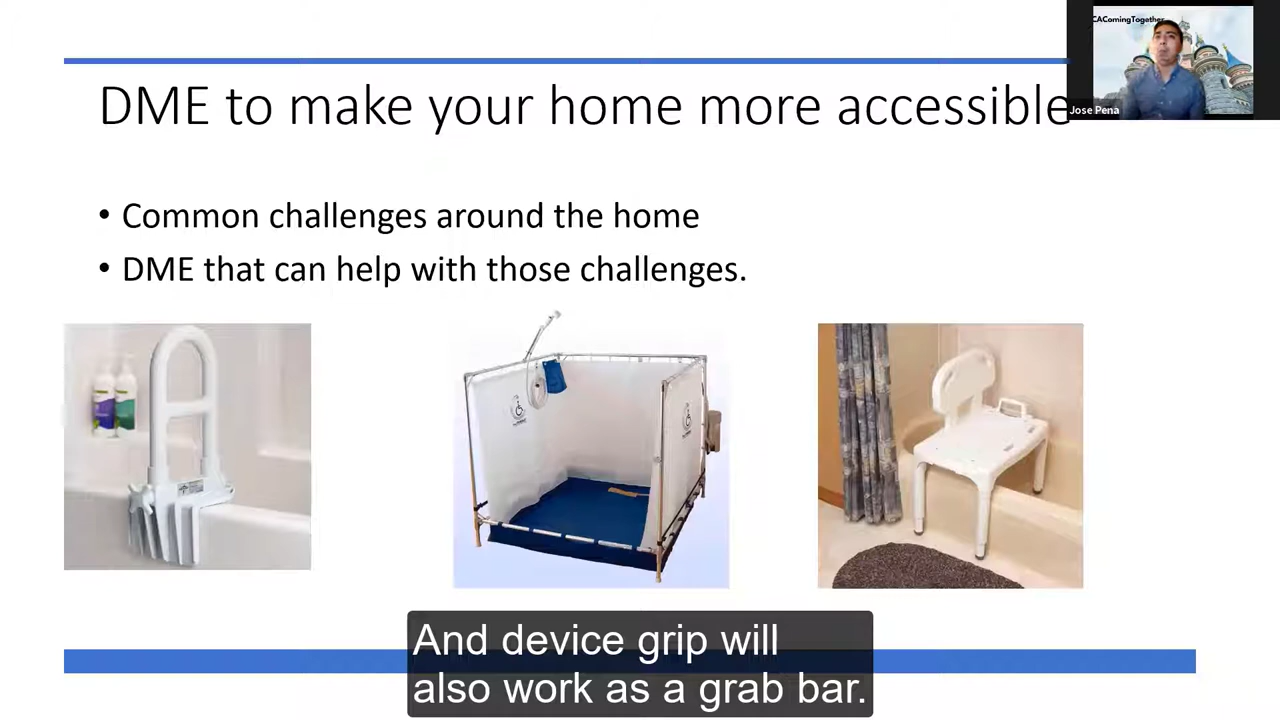 CAComingTogether
Jose Pena
DME to make your home more accessible
• Common challenges around the home
• DME that can help with those challenges.
And device grip will
also work as a grab bar.